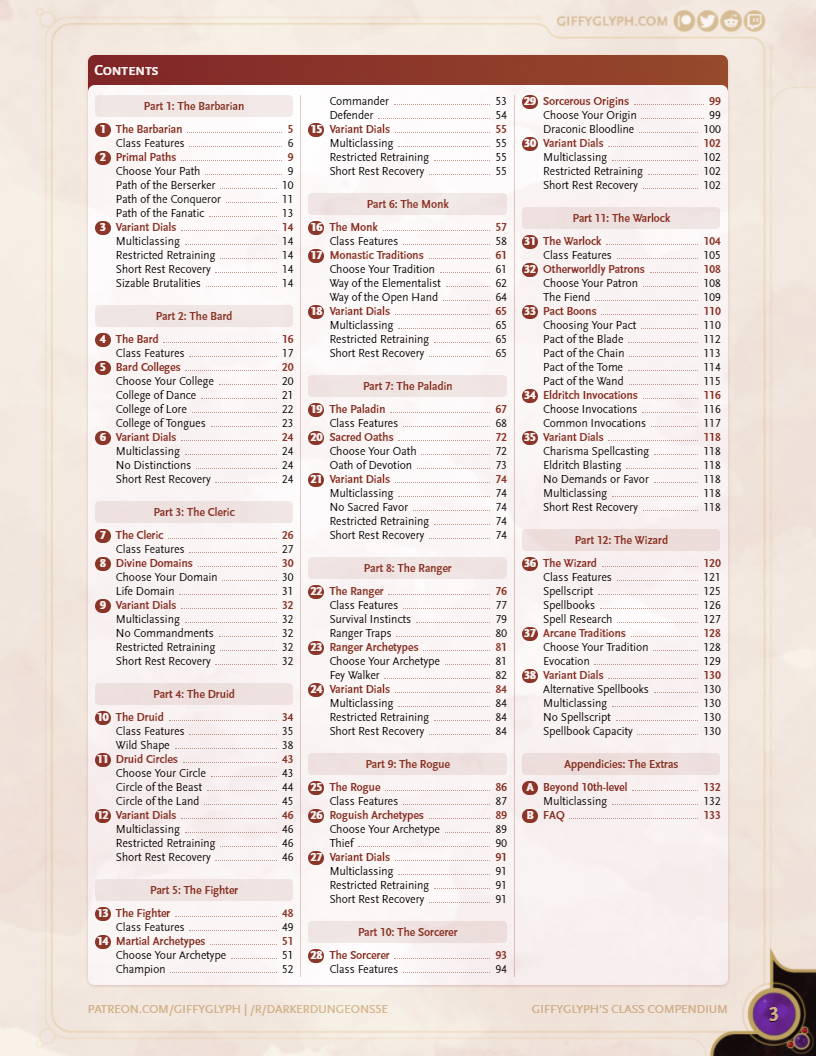 GIFFYGLYPH.COM
CONTENTS
Part 1: The Barbarian
1 The Barbarian 5
Class Features 6
2 Primal Paths 9
Choose Your Path 9
Path of the Berserker 10
Path of the Conqueror 11
Path of the Fanatic 13
3 Variant Dials 14
Multiclassing 14
Restricted Retraining 14
Short Rest Recovery 14
Sizable Brutalities 14
Part 2: The Bard
4 The Bard 16
Class Features 17
5 Bard Colleges 20
Choose Your College 20
College of Dance 21
College of Lore 22
College of Tongues 23
6 Variant Dials 24
Multiclassing 24
No Distinctions 24
Short Rest Recovery 24
Part 3: The Cleric
7 The Cleric 26
Class Features 27
8 Divine Domains 30
Choose Your Domain 30
Life Domain 31
9 Variant Dials 32
Multiclassing 32
No Commandments 32
Restricted Retraining 32
Short Rest Recovery 32
Part 4: The Druid
10 The Druid 34
Class Features 35
Wild Shape 38
11 Druid Circles 43
Choose Your Circle 43
Circle of the Beast 44
Circle of the Land 45
12 Variant Dials 46
Multiclassing 46
Restricted Retraining 46
Short Rest Recovery 46
Part 5: The Fighter
13 The Fighter 48
Class Features 49
14 Martial Archetypes 51
Choose Your Archetype 51
Champion 52
Commander 53
Defender 54
15 Variant Dials 55
Multiclassing 55
Restricted Retraining 55
Short Rest Recovery 55
Part 6: The Monk
16 The Monk 57
Class Features 58
17 Monastic Traditions 61
Choose Your Tradition 61
Way of the Elementalist 62
Way of the Open Hand 64
18 Variant Dials 65
Multiclassing 65
Restricted Retraining 65
Short Rest Recovery 65
Part 7: The Paladin
19 The Paladin 67
Class Features 68
20 Sacred Oaths 72
Choose Your Oath 72
Oath of Devotion 73
21 Variant Dials 74
Multiclassing 74
No Sacred Favor 74
Restricted Retraining 74
Short Rest Recovery 74
Part 8: The Ranger
22 The Ranger 76
Class Features 77
Survival Instincts 79
Ranger Traps 80
23 Ranger Archetypes 81
Choose Your Archetype 81
Fey Walker 82
24 Variant Dials 84
Multiclassing 84
Restricted Retraining 84
Short Rest Recovery 84
Part 9: The Rogue
25 The Rogue 86
Class Features 87
26 Roguish Archetypes 89
Choose Your Archetype 89
Thief 90
27 Variant Dials 91
Multiclassing 91
Restricted Retraining 91
Short Rest Recovery 91
Part 10: The Sorcerer
28 The Sorcerer 93
Class Features 94
29 Sorcerous Origins 99
Choose Your Origin 99
Draconic Bloodline 100
30 Variant Dials 102
Multiclassing 102
Restricted Retraining 102
Short Rest Recovery 102
Part 11: The Warlock
31 The Warlock 104
Class Features 105
32 Otherworldly Patrons 108
Choose Your Patron 108
The Fiend 109
33 Pact Boons 110
Choosing Your Pact 110
Pact of the Blade 112
Pact of the Chain 113
Pact of the Tome 114
Pact of the Wand 115
34 Eldritch Invocations 116
Choose Invocations 116
Common Invocations 117
35 Variant Dials 118
Charisma Spellcasting 118
Eldritch Blasting 118
No Demands or Favor 118
Multiclassing 118
Short Rest Recovery 118
Part 12: The Wizard
36 The Wizard 120
Class Features 121
Spellscript 125
Spellbooks 126
Spell Research 127
37 Arcane Traditions 128
Choose Your Tradition 128
Evocation 129
38 Variant Dials 130
Alternative Spellbooks 130
Multiclassing 130
No Spellscript 130
Spellbook Capacity 130
Appendicies: The Extras
A Beyond 10th-level 132
Multiclassing 132
B FAQ 133
PATREON.COM/GIFFYGLYPH | /R/DARKERDUNGEONS5E
GIFFYGLYPH'S CLASS COMPENDIUM
3